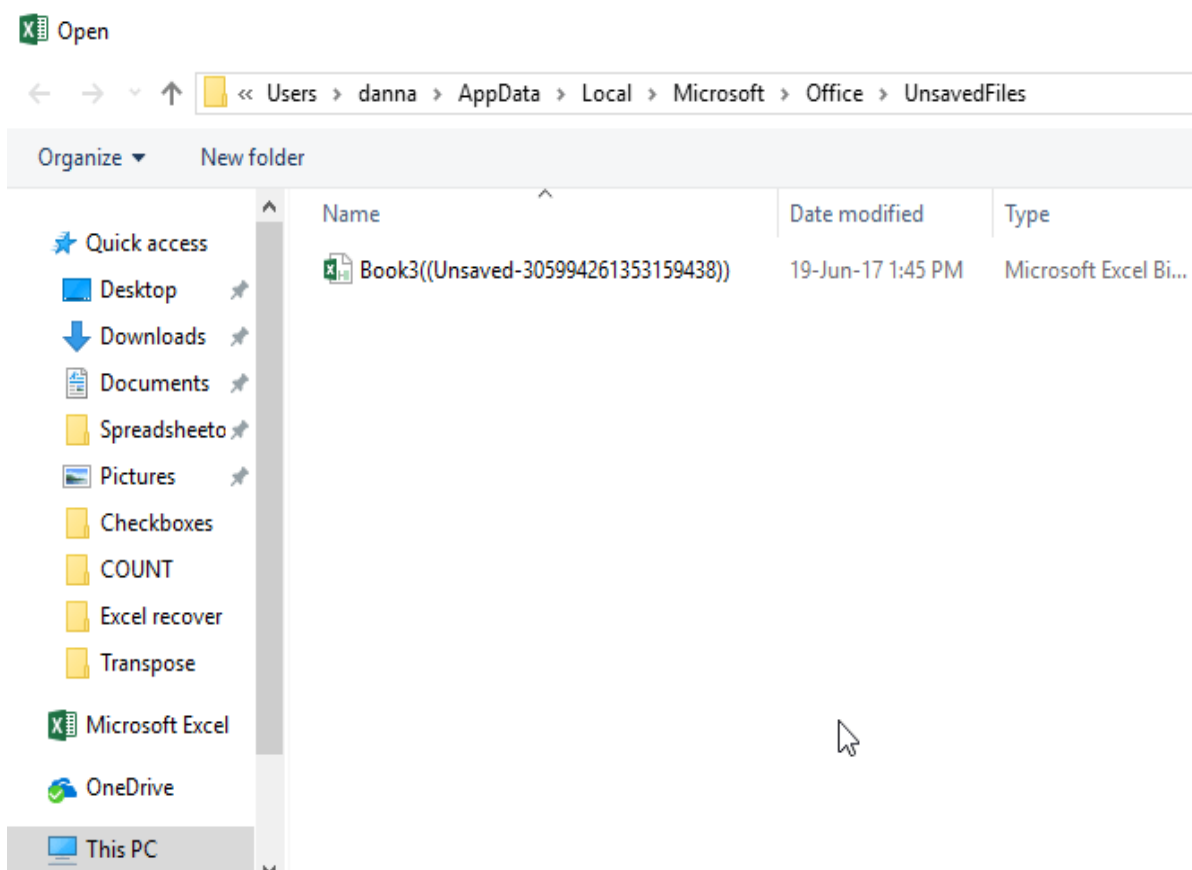 Open
« Users > danna > AppData > Local > Microsoft > Office > UnsavedFiles
Organize New folder
Name Date modified Type
Quick access
Book3((Unsaved-305994261353159438)) 19-Jun-17 1:45 PM Microsoft Excel Bi...
Desktop
Downloads
Documents
Spreadsheeto
Pictures
Checkboxes
COUNT
Excel recover
Transpose
Microsoft Excel
OneDrive
This PC